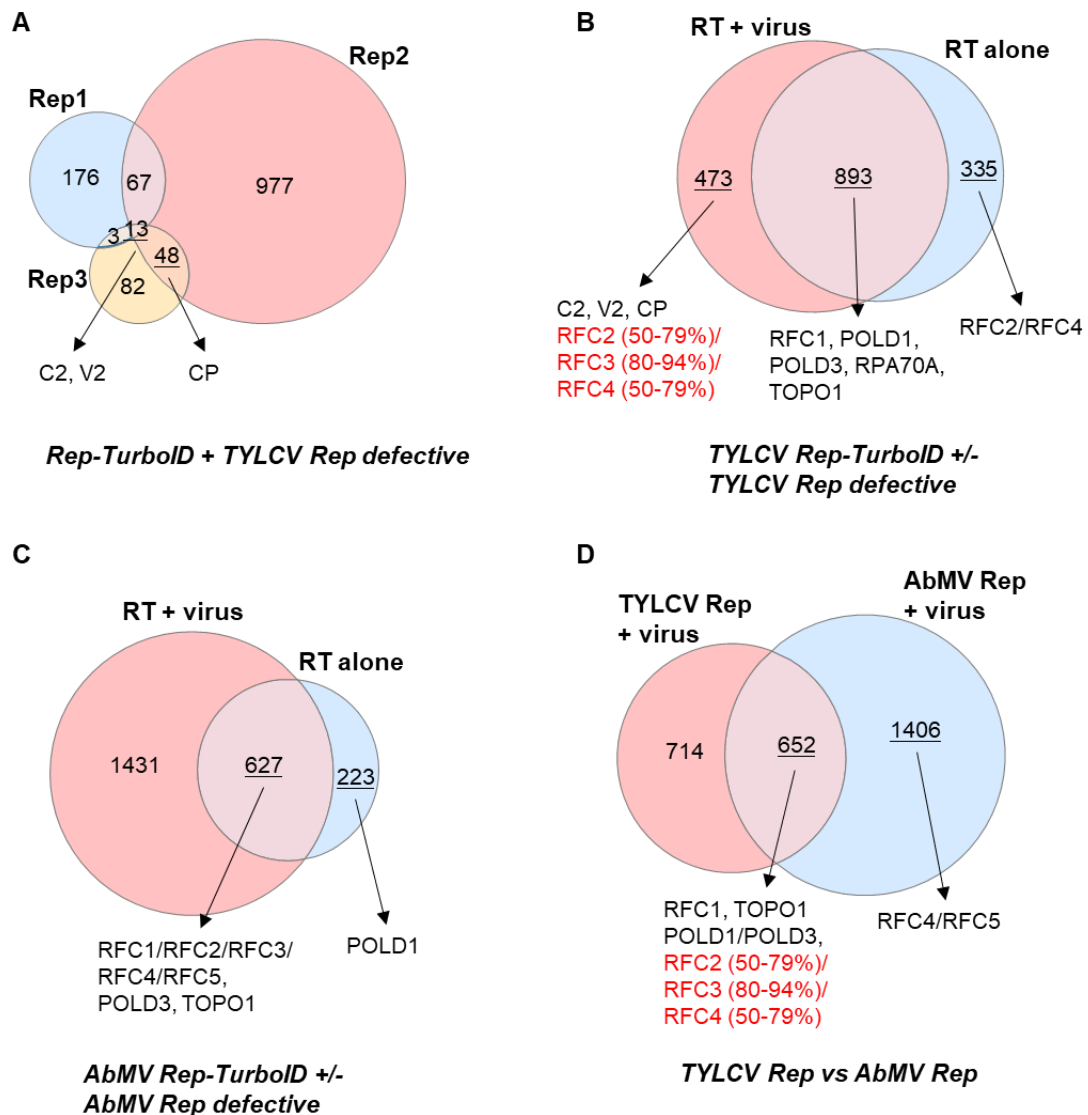 A
Rep2
Rep1
176
67
977
3
13
48
Rep3
82
C2, V2
CP
Rep-TurboID + TYLCV Rep defective
B
RT + virus
RT alone
473
893
335
C2, V2, CP
RFC2 (50-79%)/
RFC3 (80-94%)/
RFC4 (50-79%)
RFC1, POLD1,
POLD3, RPA70A,
TOPO1
RFC2/RFC4
TYLCV Rep-TurboID +/-
TYLCV Rep defective
C
RT + virus
RT alone
1431
627
223
RFC1/RFC2/RFC3/
RFC4/RFC5,
POLD3, TOPO1
POLD1
AbMV Rep-TurboID +/-
AbMV Rep defective
D
TYLCV Rep
+ virus
AbMV Rep
+ virus
714
652
1406
RFC1, TOPO1
POLD1/POLD3,
RFC2 (50-79%)/
RFC3 (80-94%)/
RFC4 (50-79%)
RFC4/RFC5
TYLCV Rep vs AbMV Rep